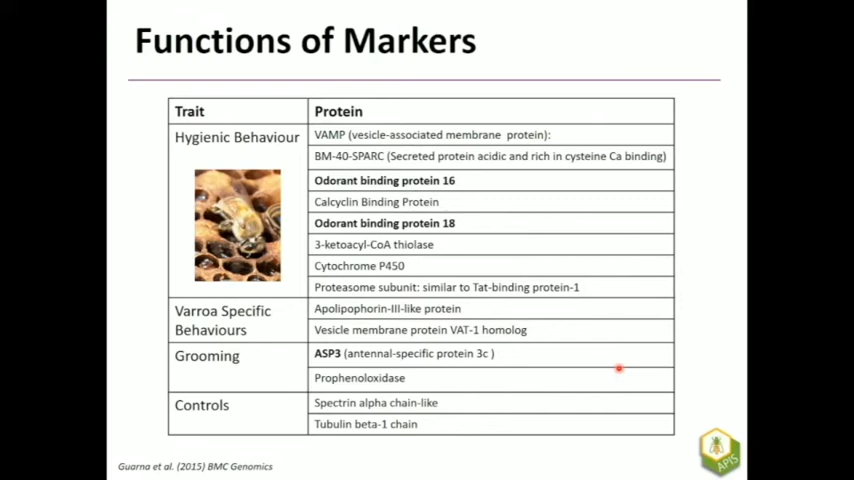 Functions of Markers
Trait
Protein
Hygienic Behaviour
VAMP (vesicle-associated membrane protein):
BM-40-SPARC (Secreted protein acidic and rich in cysteine Ca binding)
Odorant binding protein 16
Calcyclin Binding Protein
Odorant binding protein 18
3-ketoacyl-CoA thiolase
Cytochrome P450
Proteasome subunit: similar to Tat-binding protein-1
Varroa Specific
Behaviours
Apolipophorin-III-like protein
Vesicle membrane protein VAT-1 homolog
Grooming
ASP3 (antennal-specific protein 3c )
Prophenoloxidase
Controls
Spectrin alpha chain-like
Tubulin beta-1 chain
Guarna et al. (2015) BMC Genomics
APIS